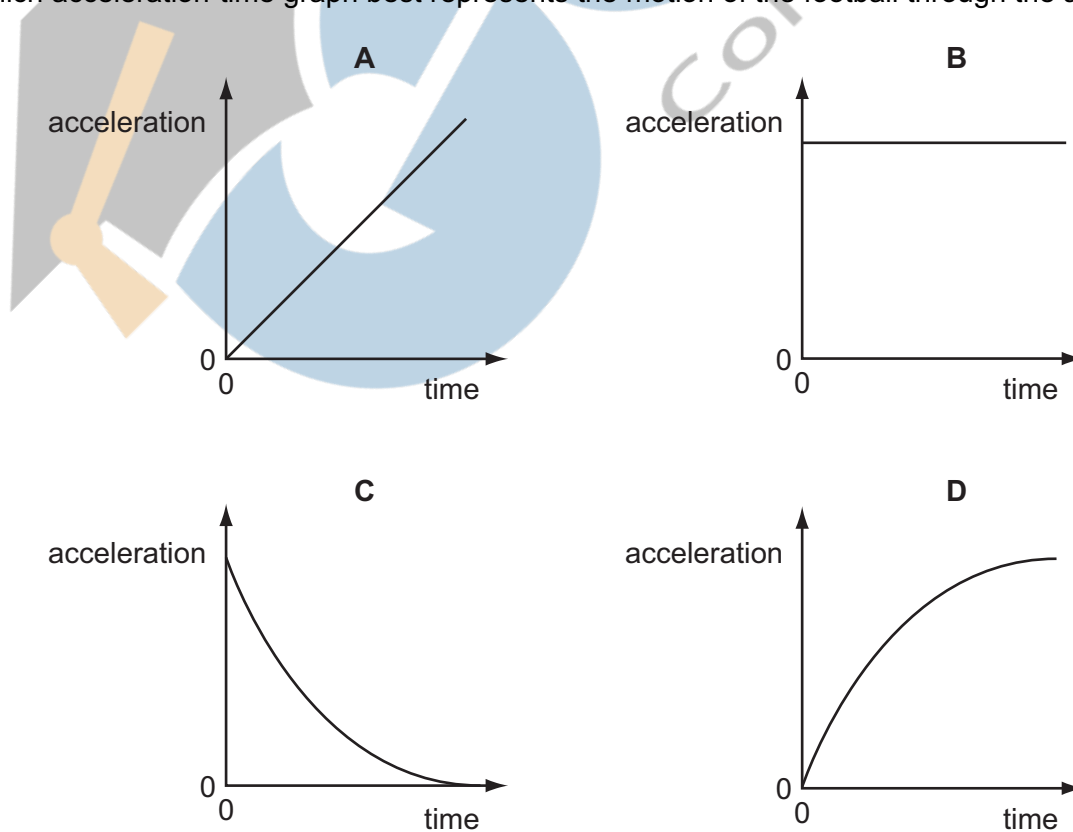 acceleration-time graph best represents the motion of the football through the
A B
acceleration acceleration
0 0
0 0
time time
C D
acceleration acceleration
0 0
0 0
time time